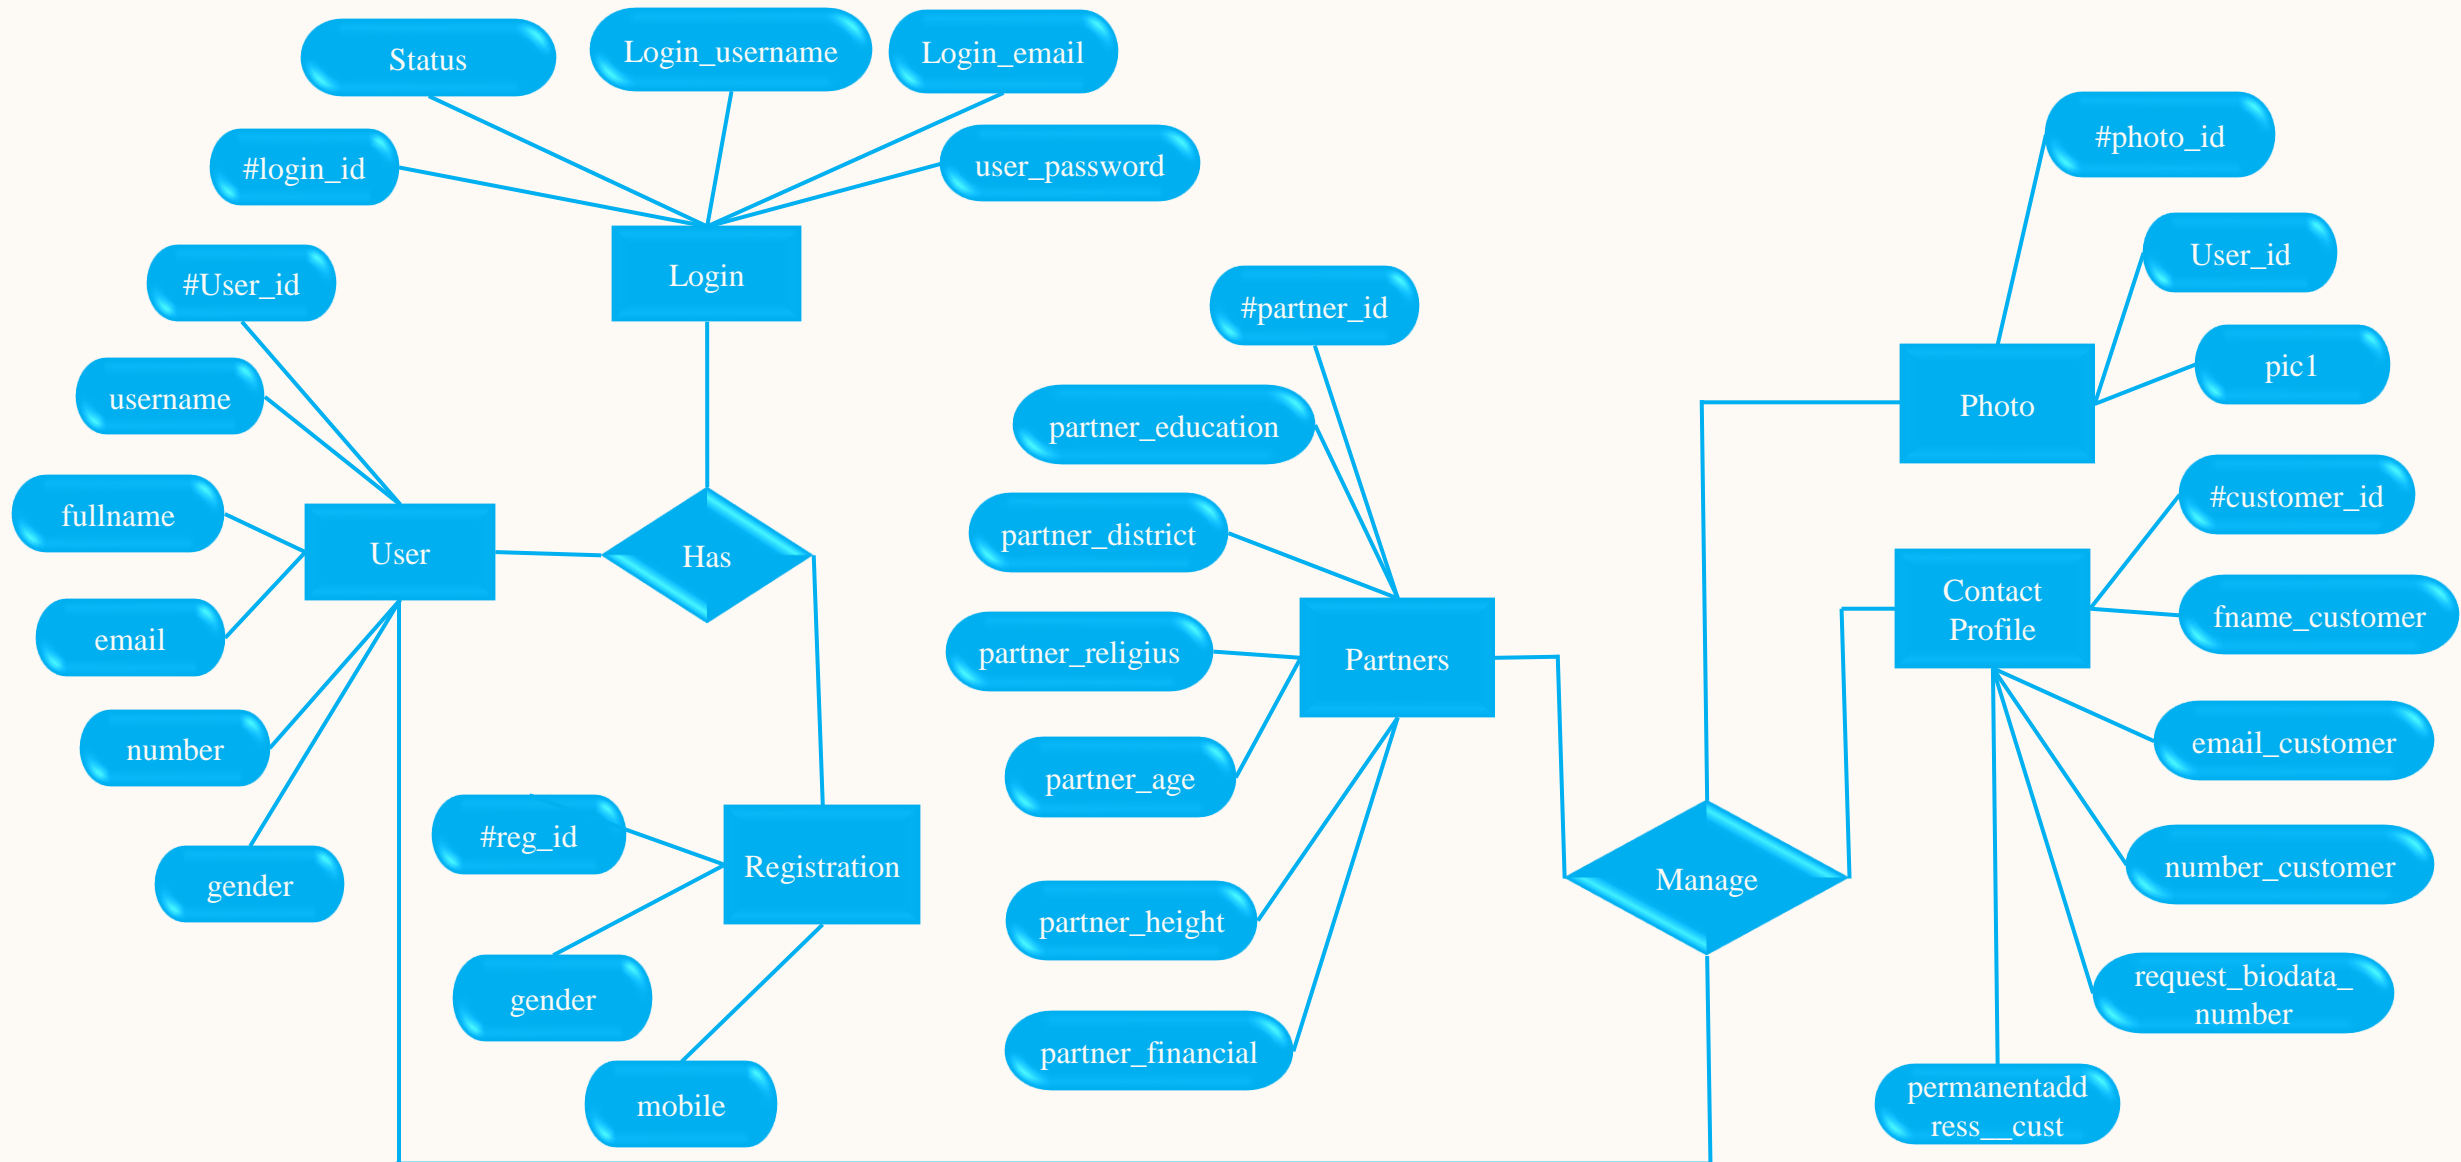 Status
Login_username
Login_email
#login_id
user_password
Login
#User_id
username
fullname
User
email
number
gender
Has
#reg_id
Registration
gender
mobile
#partner_id
partner_education
partner_district
partner_religius
Partners
partner_age
partner_height
partner_financial
Manage
#photo_id
User_id
pic1
Photo
#customer_id
Contact
Profile
fname_customer
email_customer
number_customer
request_biodata_
number
permanentadd
ress__cust